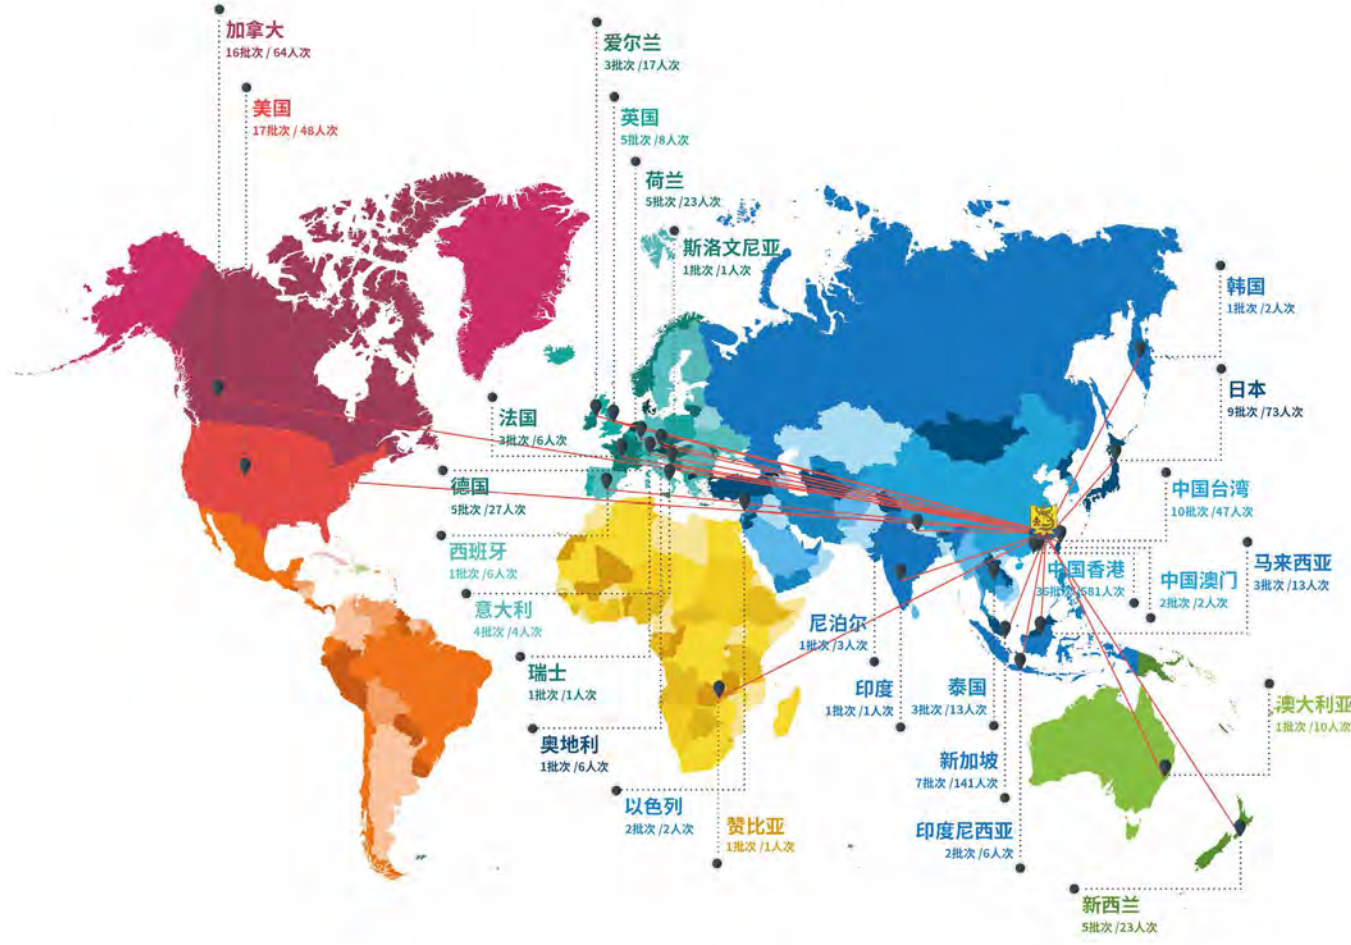 加拿大
16批次 / 64人次
美国
17批次 / 48人次
爱尔兰
3批次 /17人次
英国
5批次 /8人次
荷兰
5批次 /23人次
斯洛文尼亚
1批次 /1人次
韩国
1批次 /2人次
日本
9批次 /73人次
法国
3批次 /6人次
德国
5批次 /27人次
中国台湾
10批次 /47人次
西班牙
1批次 /6人次
马来西亚
3批次 /13人次
中国香港
35批次 /581人次
中国澳门
2批次 /2人次
意大利
4批次 /4人次
尼泊尔
1批次 /3人次
瑞士
1批次 /1人次
印度
1批次 /1人次
泰国
3批次 /13人次
澳大利亚
1批次 /10人次
奥地利
1批次 /6人次
新加坡
7批次 /141人次
以色列
2批次 /2人次
赞比亚
1批次 /1人次
印度尼西亚
2批次 /6人次
新西兰
5批次 /23人次